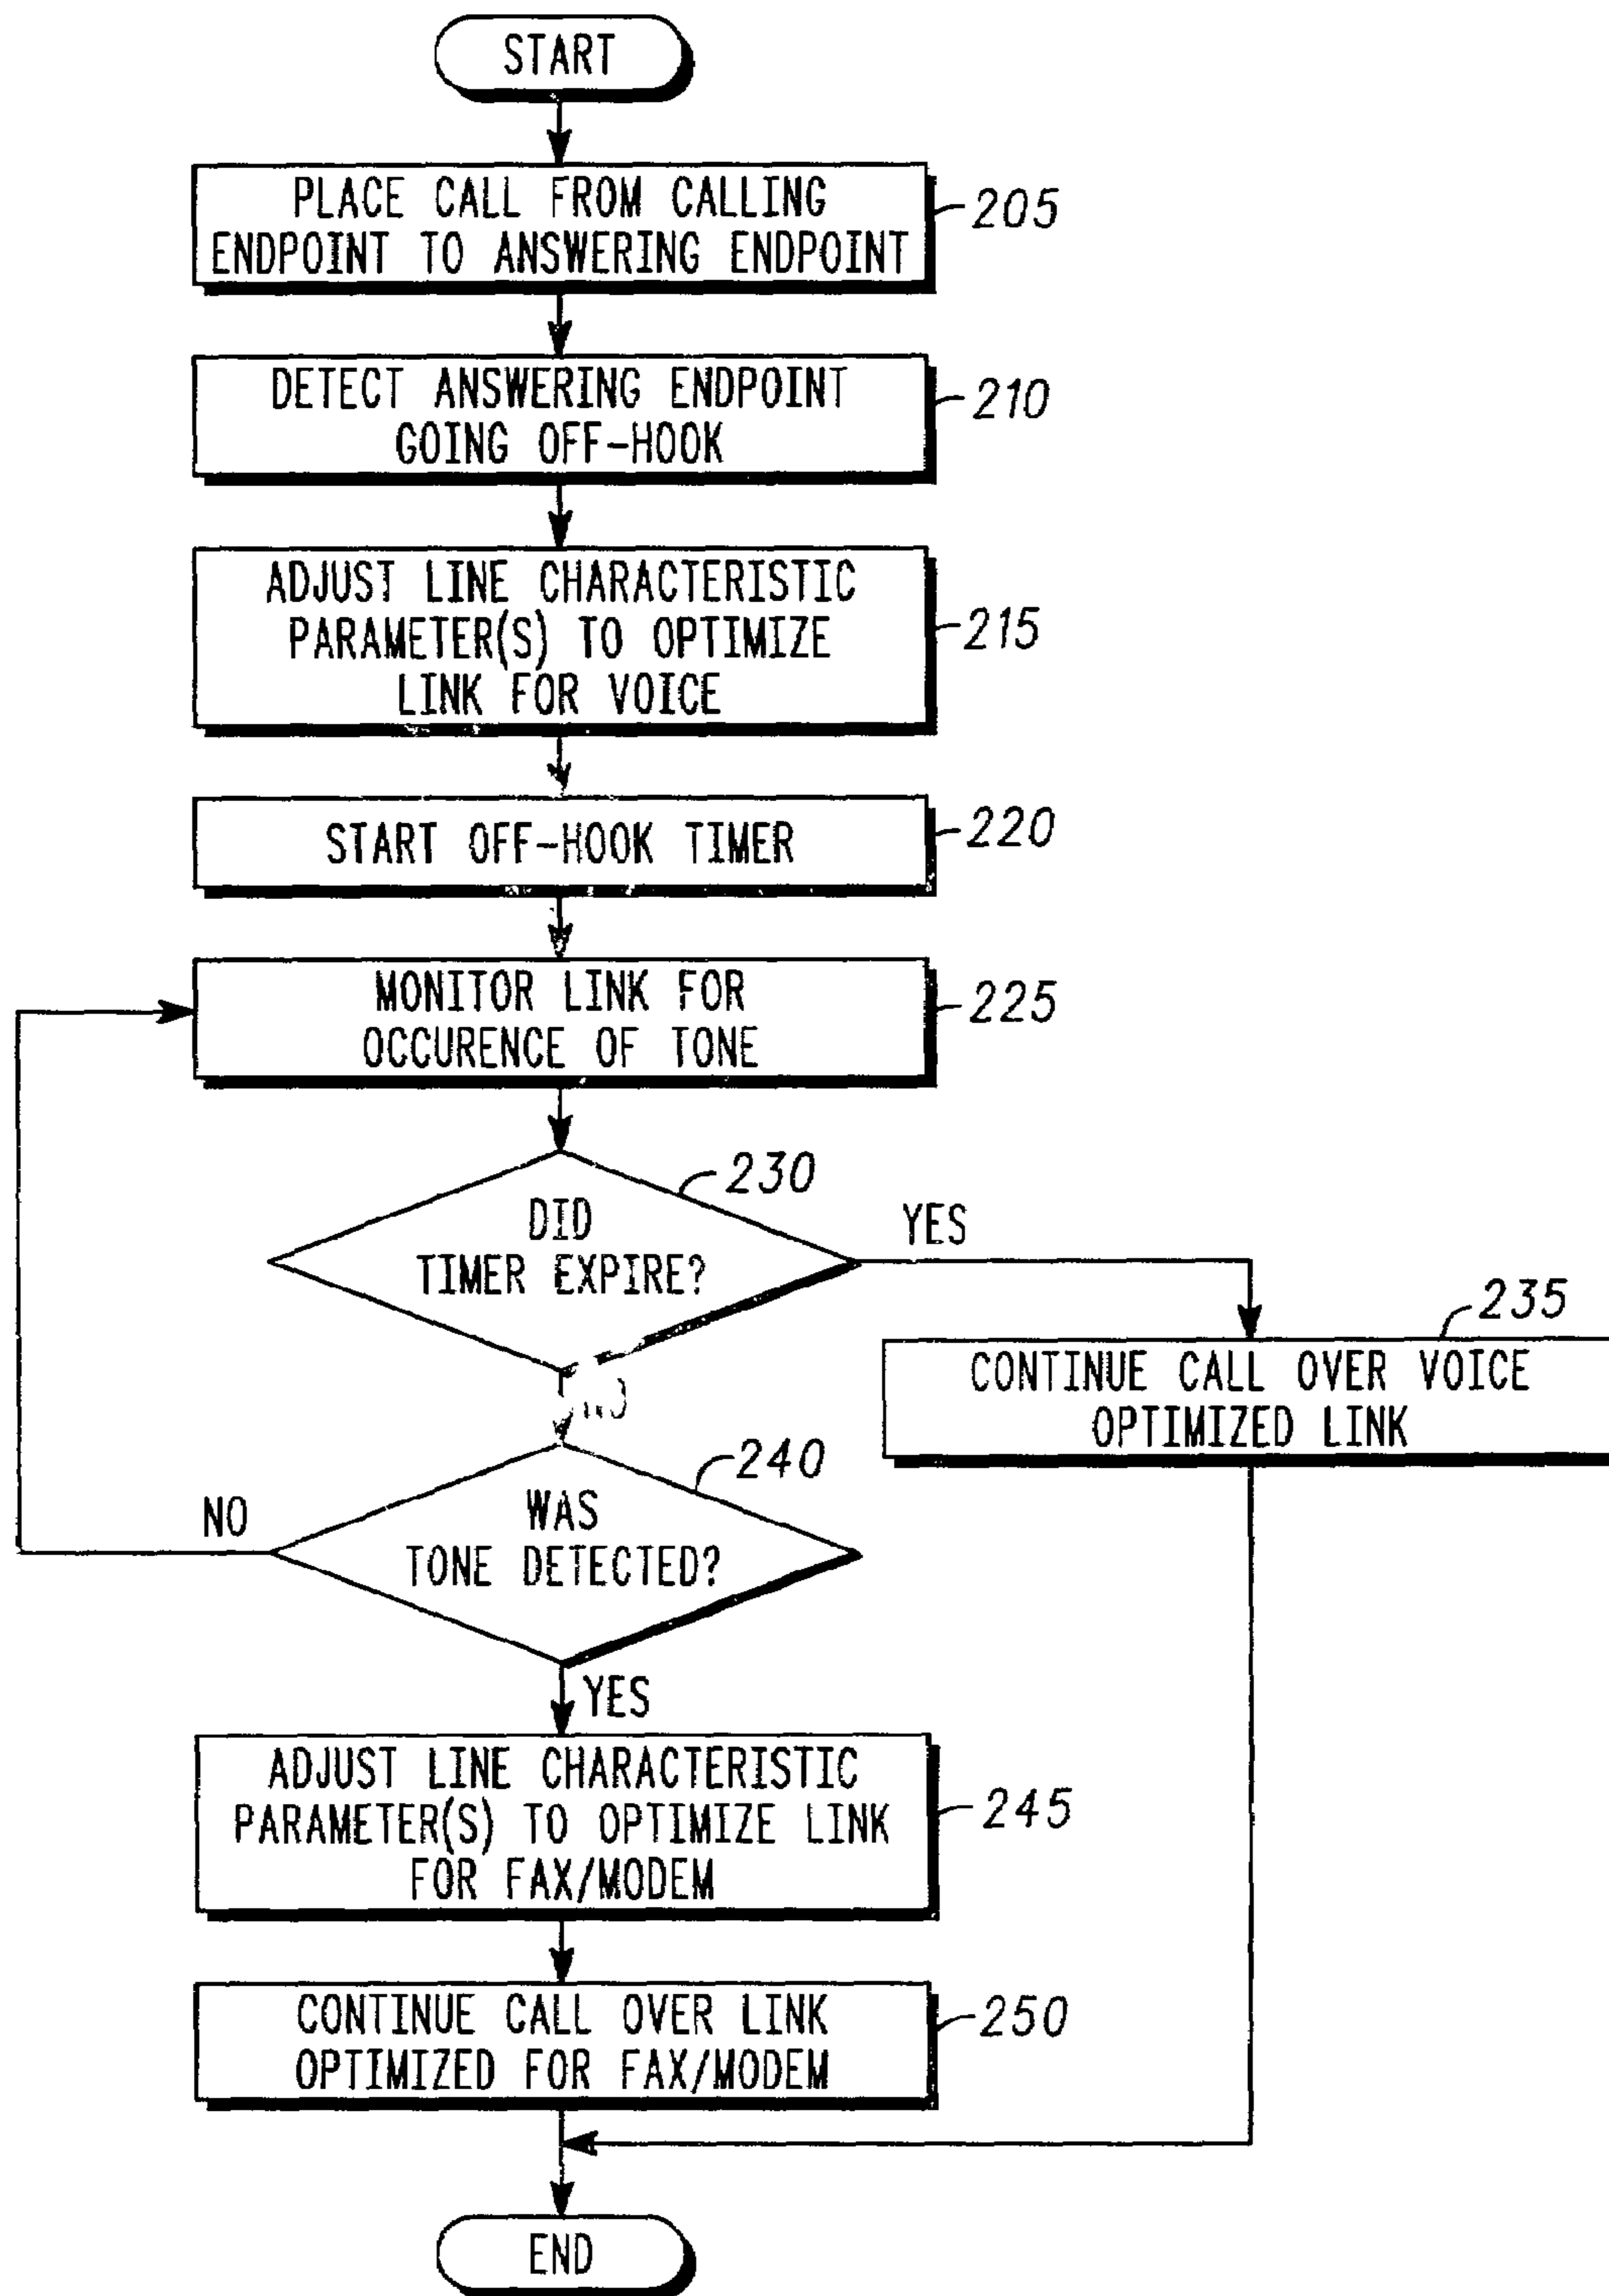 START
PLACE CALL FROM CALLING
ENDPOINT TO ANSWERING ENDPOINT
205
DETECT ANSWERING ENDPOINT
GOING OFF-HOOK
210
ADJUST LINE CHARACTERISTIC
PARAMETER(S) TO OPTIMIZE
LINK FOR VOICE
215
START OFF-HOOK TIMER
220
MONITOR LINK FOR
OCCURENCE OF TONE
225
230
DID
TIMER EXPIRE?
YES
235
CONTINUE CALL OVER VOICE
OPTIMIZED LINK
NO
240
WAS
TONE DETECTED?
NO
YES
ADJUST LINE CHARACTERISTIC
PARAMETER(S) TO OPTIMIZE LINK
FOR FAX/MODEM
245
CONTINUE CALL OVER LINK
OPTIMIZED FOR FAX/MODEM
250
END